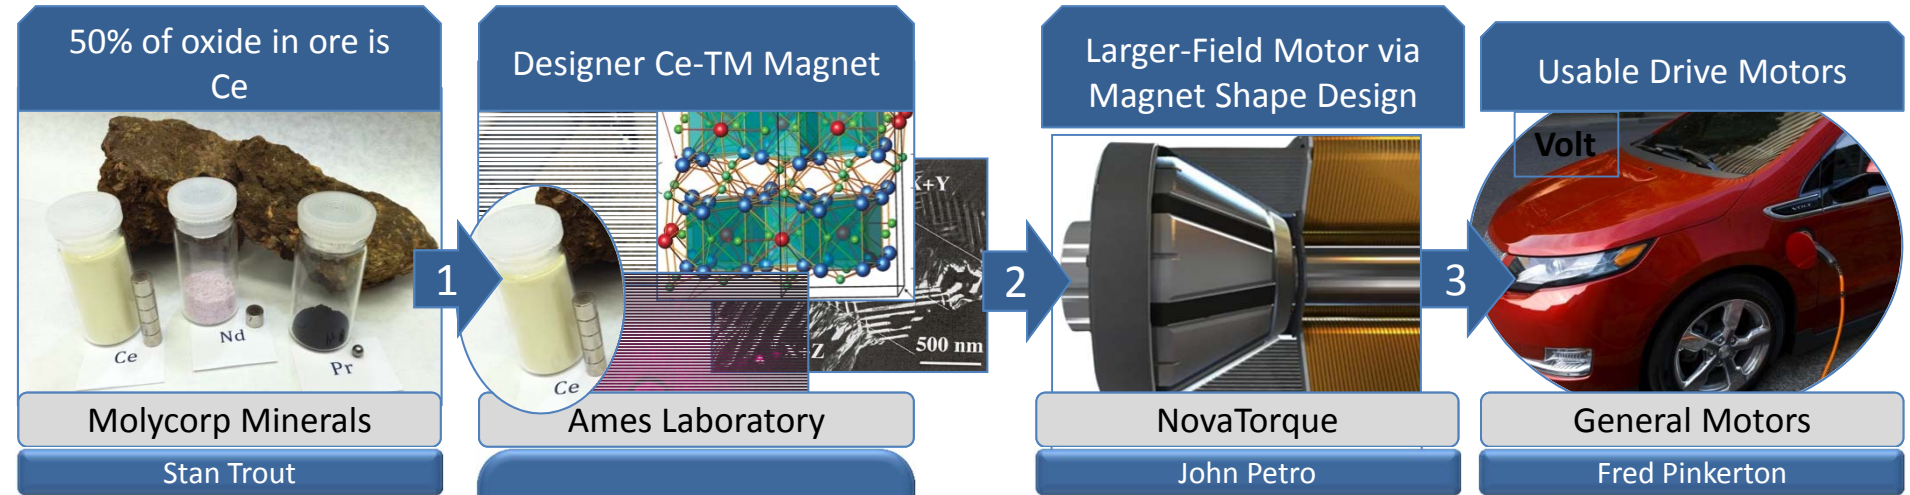 50% of oxide in ore is
Ce
Designer Ce-TM Magnet
Larger-Field Motor via
Magnet Shape Design
Usable Drive Motors
Volt
X+Y
Ce
Nd
Pr
1
Ce
500 nm
2
3
Molycorp Minerals
Ames Laboratory
NovaTorque
General Motors
Stan Trout
John Petro
Fred Pinkerton